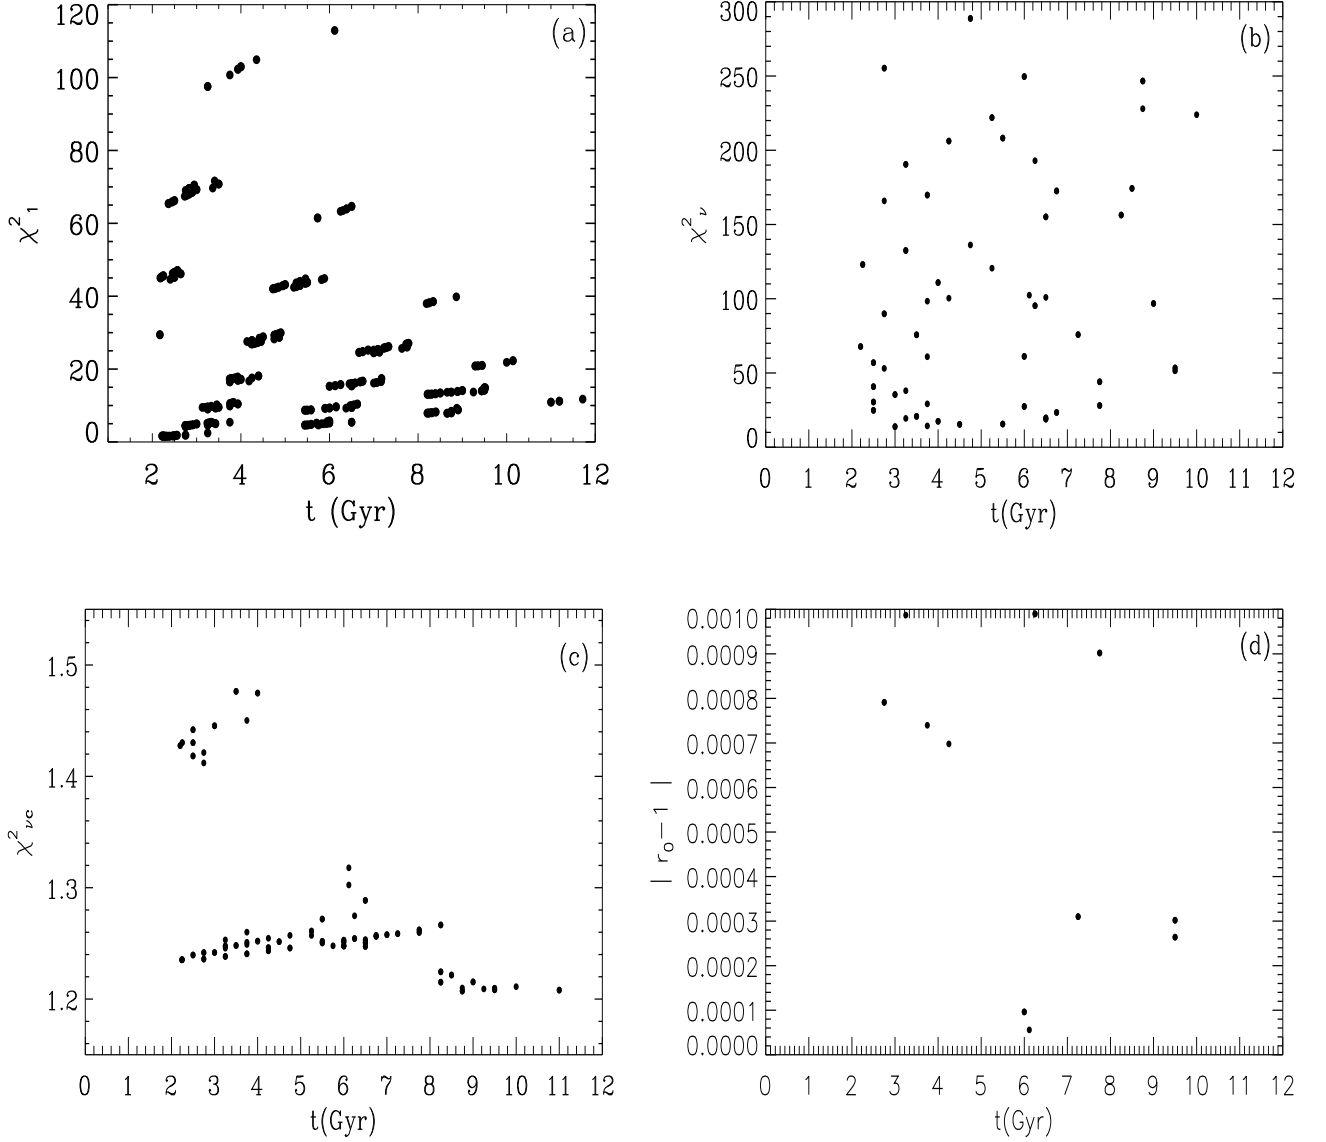 (a)
120
100
80
60
40
20
0
χ²₁
2 4 6 8 10 12
t (Gyr)
(b)
300
250
200
150
100
50
0
χ²ᵥ
0 1 2 3 4 5 6 7 8 9 10 11 12
t(Gyr)
(c)
1.5
1.4
1.3
1.2
χ²νe
0 1 2 3 4 5 6 7 8 9 10 11 12
t(Gyr)
(d)
0.0010
0.0009
0.0008
0.0007
0.0006
0.0005
0.0004
0.0003
0.0002
0.0001
0.0000
| r₀−1 |
0 1 2 3 4 5 6 7 8 9 10 11 12
t(Gyr)